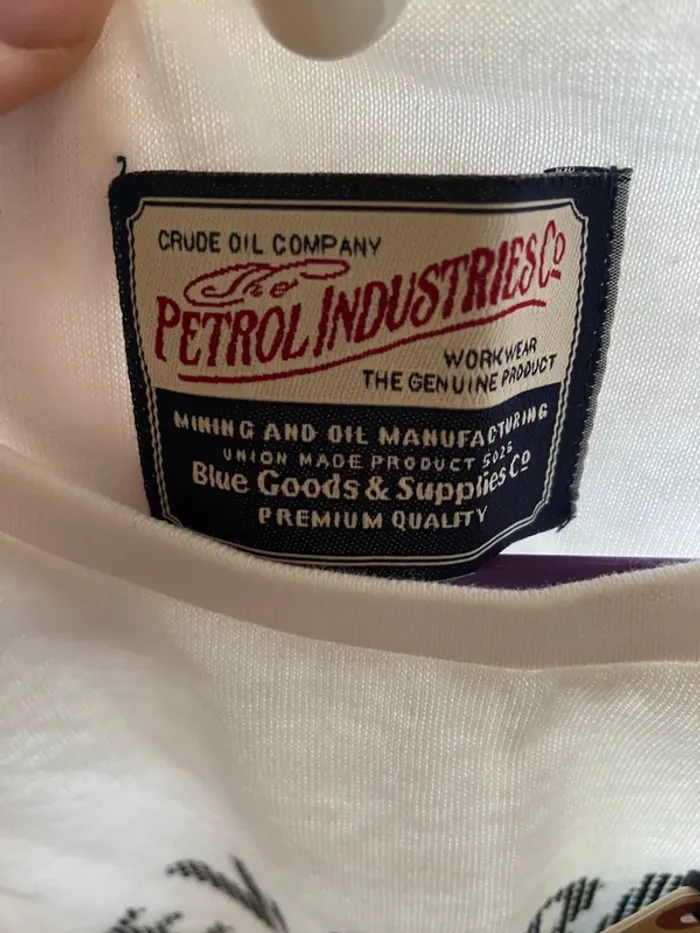 CRUDE OIL COMPANY
The
PETROL INDUSTRIES Co
WORKWEAR
THE GENUINE PRODUCT
MINING AND OIL MANUFACTURING
UNION MADE PRODUCT 5025
Blue Goods & Supplies Co
PREMIUM QUALITY